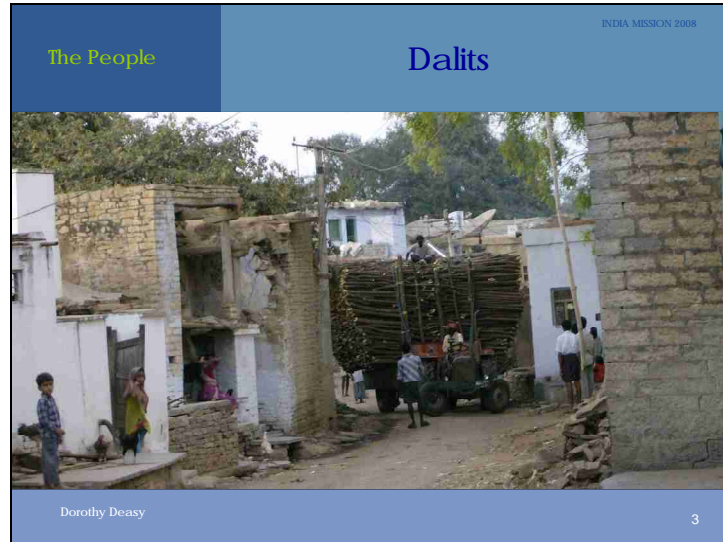 INDIA MISSION 2008
The People
Dalits
Dorothy Deasy
3